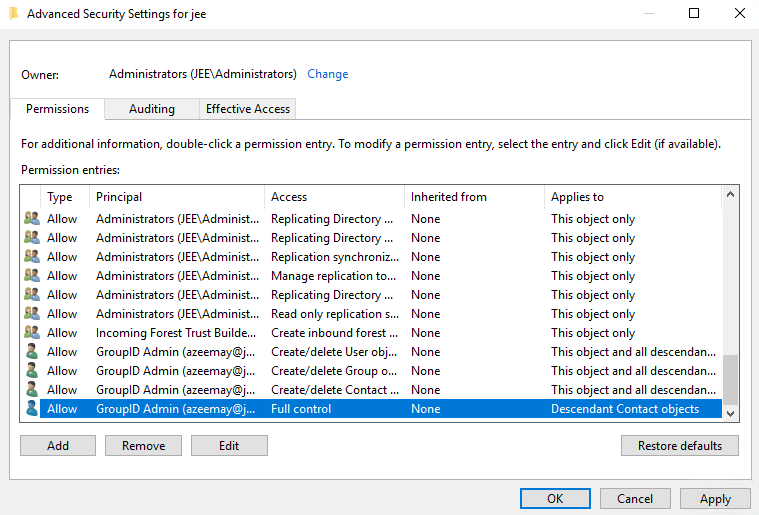 Advanced Security Settings for jee
Owner: Administrators (JEE\Administrators) Change
Permissions Auditing Effective Access
For additional information, double-click a permission entry. To modify a permission entry, select the entry and click Edit (if available).
Permission entries:
Type Principal Access Inherited from Applies to
Allow Administrators (JEE\Administ... Replicating Directory ... None This object only
Allow Administrators (JEE\Administ... Replicating Directory ... None This object only
Allow Administrators (JEE\Administ... Replication synchroniz... None This object only
Allow Administrators (JEE\Administ... Manage replication to... None This object only
Allow Administrators (JEE\Administ... Replicating Directory ... None This object only
Allow Administrators (JEE\Administ... Read only replication s... None This object only
Allow Incoming Forest Trust Builde... Create inbound forest ... None This object only
Allow GroupID Admin (azeemay@j... Create/delete User obj... None This object and all descendan...
Allow GroupID Admin (azeemay@j... Create/delete Group o... None This object and all descendan...
Allow GroupID Admin (azeemay@j... Create/delete Contact ... None This object and all descendan...
Allow GroupID Admin (azeemay@j... Full control None Descendant Contact objects
Add Remove Edit Restore defaults
OK Cancel Apply